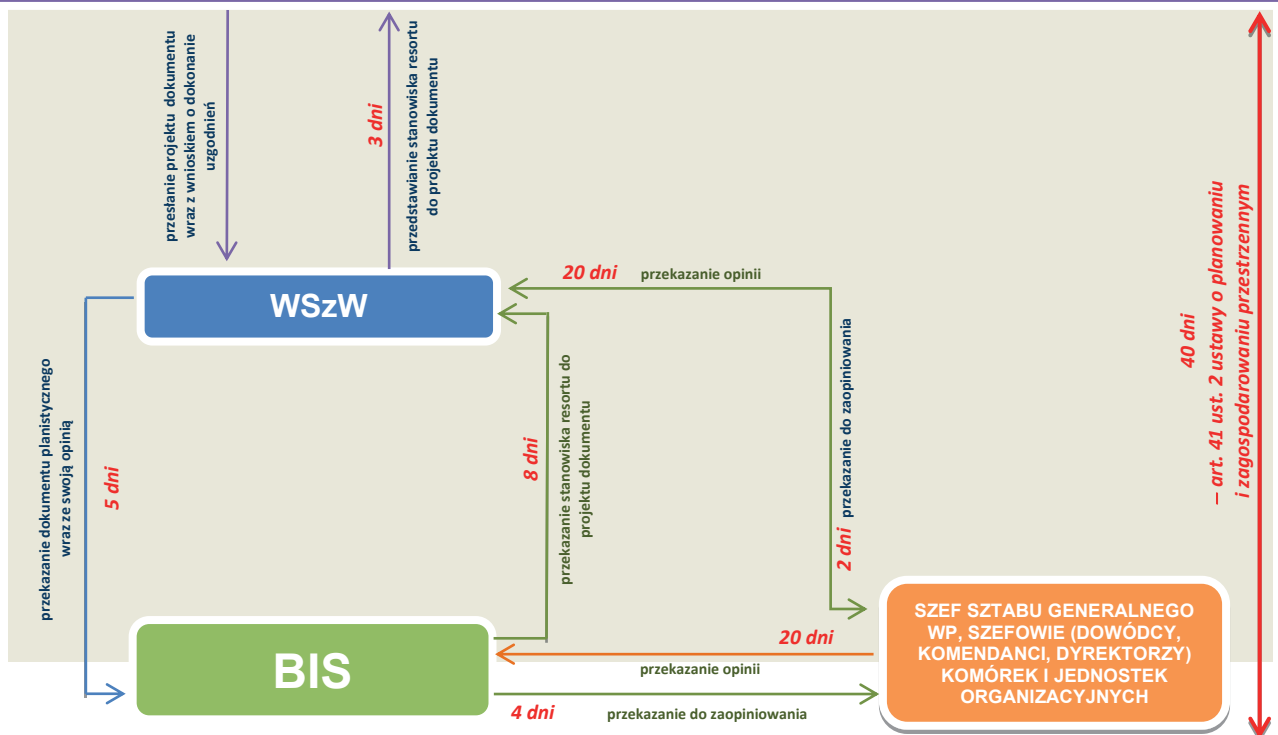 przesłanie projektu dokumentu
wraz z wnioskiem o dokonanie
uzgodnień
3 dni
przedstawianie stanowiska resortu
do projektu dokumentu
20 dni przekazanie opinii
WSzW
przekazanie dokumentu planistycznego
wraz ze swoją opinią
5 dni
8 dni
przekazanie stanowiska resortu do
projektu dokumentu
2 dni przekazanie do zaopiniowania
40 dni
– art. 41 ust. 2 ustawy o planowaniu
i zagospodarowaniu przestrzennym
BIS
20 dni
przekazanie opinii
4 dni przekazanie do zaopiniowania
SZEF SZTABU GENERALNEGO
WP, SZEFOWIE (DOWÓDCY,
KOMENDANCI, DYREKTORZY)
KOMÓREK I JEDNOSTEK
ORGANIZACYJNYCH